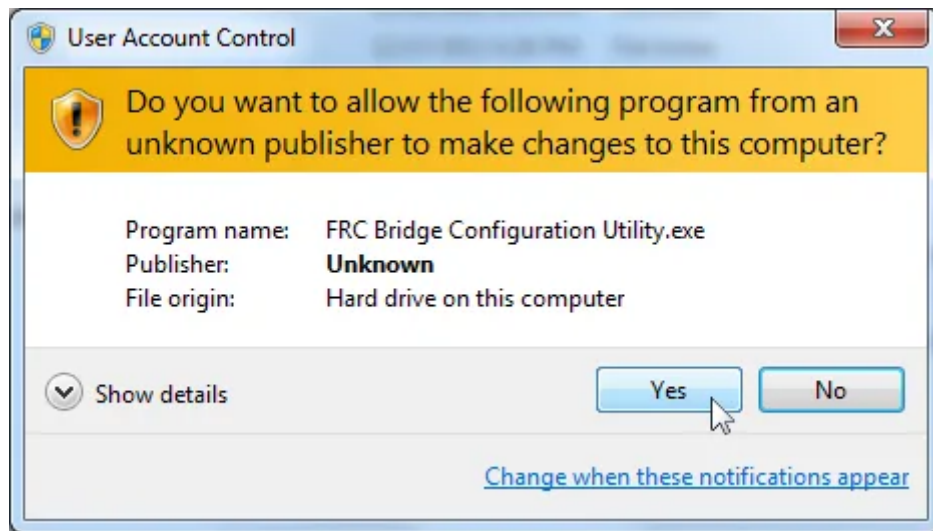 User Account Control
Do you want to allow the following program from an
unknown publisher to make changes to this computer?
Program name: FRC Bridge Configuration Utility.exe
Publisher: Unknown
File origin: Hard drive on this computer
Show details
Yes
No
Change when these notifications appear